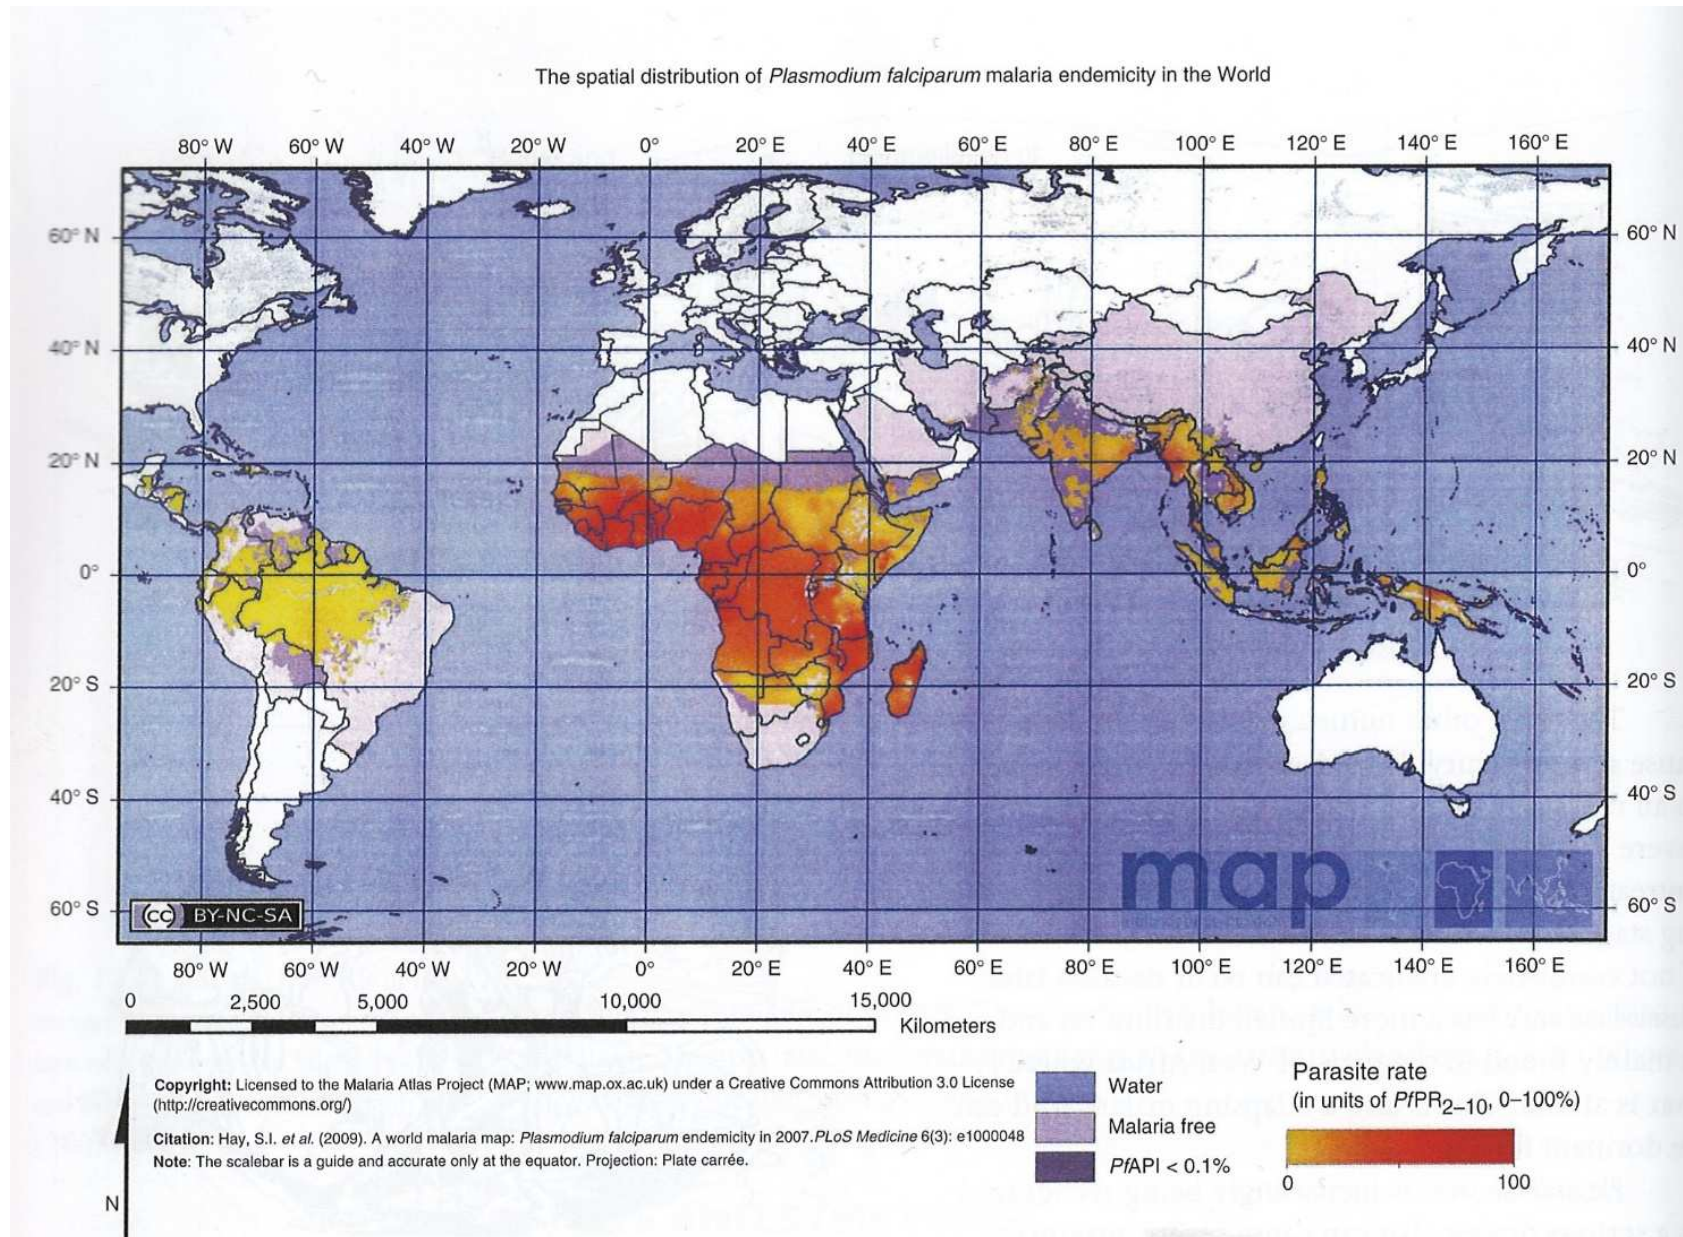 The spatial distribution of Plasmodium falciparum malaria endemicity in the World
80° W 60° W 40° W 20° W 0° 20° E 40° E 60° E 80° E 100° E 120° E 140° E 160° E
60° N 60° N
40° N 40° N
20° N 20° N
0° 0°
20° S 20° S
40° S 40° S
map
60° S 60° S
cc BY-NC-SA
80° W 60° W 40° W 20° W 0° 20° E 40° E 60° E 80° E 100° E 120° E 140° E 160° E
0 2,500 5,000 10,000 15,000
Kilometers
Copyright: Licensed to the Malaria Atlas Project (MAP; www.map.ox.ac.uk) under a Creative Commons Attribution 3.0 License
(http://creativecommons.org/)
Citation: Hay, S.I. et al. (2009). A world malaria map: Plasmodium falciparum endemicity in 2007.PLoS Medicine 6(3): e1000048
Note: The scalebar is a guide and accurate only at the equator. Projection: Plate carrée.
N
Water
Malaria free
PfAPI < 0.1%
Parasite rate
(in units of PfPR2–10, 0–100%)
0 100